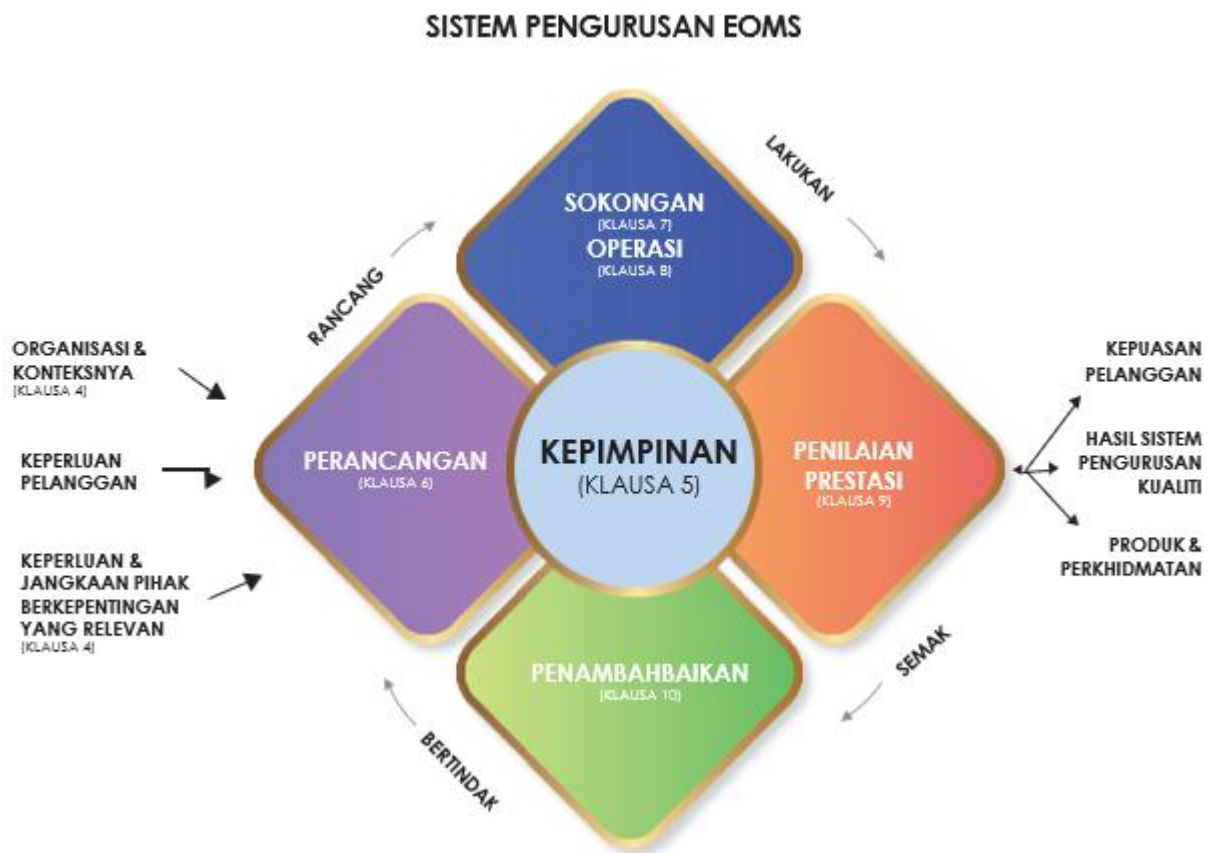 SISTEM PENGURUSAN EOMS
RANCANG
LAKUKAN
SOKONGAN
(KLAUSA 7)
OPERASI
(KLAUSA 8)
ORGANISASI &
KONTEKSNYA
(KLAUSA 4)
KEPERLUAN
PELANGGAN
KEPERLUAN &
JANGKAAN PIHAK
BERKEPENTINGAN
YANG RELEVAN
(KLAUSA 4)
PERANCANGAN
(KLAUSA 6)
KEPIMPINAN
(KLAUSA 5)
PENILAIAN
PRESTASI
(KLAUSA 9)
KEPUASAN
PELANGGAN
HASIL SISTEM
PENGURUSAN
KUALITI
PRODUK &
PERKHIDMATAN
PENAMBAHBAIKAN
(KLAUSA 10)
SEMAK
BERTINDAK